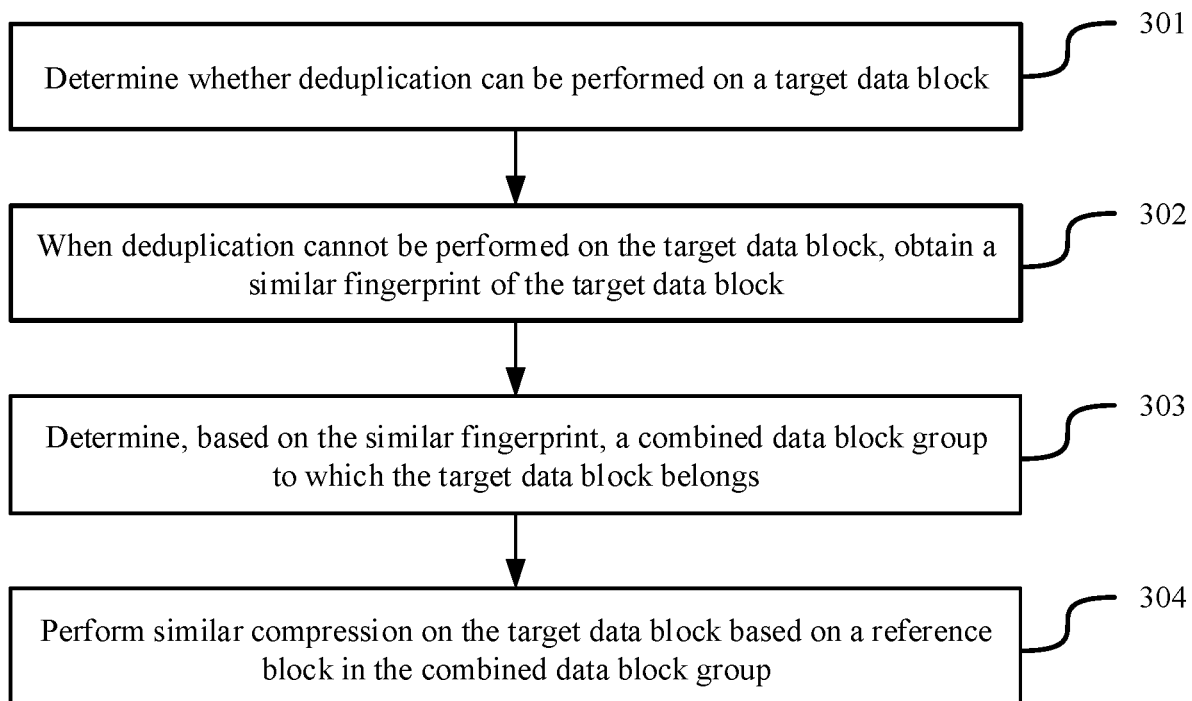 301
Determine whether deduplication can be performed on a target data block
302
When deduplication cannot be performed on the target data block, obtain a
similar fingerprint of the target data block
303
Determine, based on the similar fingerprint, a combined data block group
to which the target data block belongs
304
Perform similar compression on the target data block based on a reference
block in the combined data block group